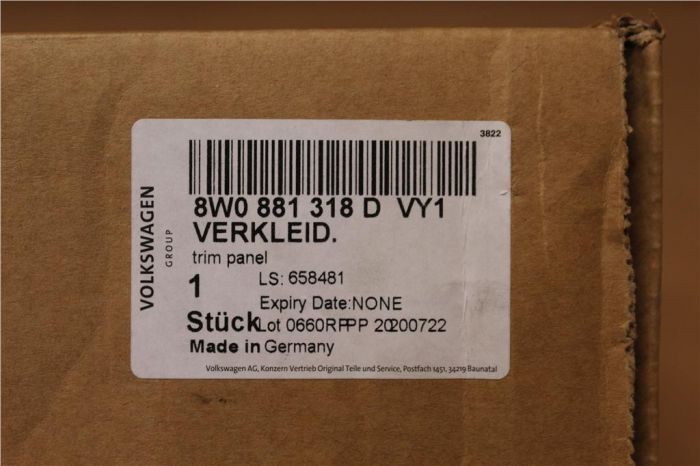 3822
8W0 881 318 D VY1
VERKLEID.
trim panel
1
LS: 658481
Expiry Date:NONE
Stück Lot 0660RPPP 20200722
Made in Germany
VOLKSWAGEN
GROUP
Volkswagen AG, Konzern Vertrieb Original Teile und Service, Postfach 1451, 34219 Baunatal